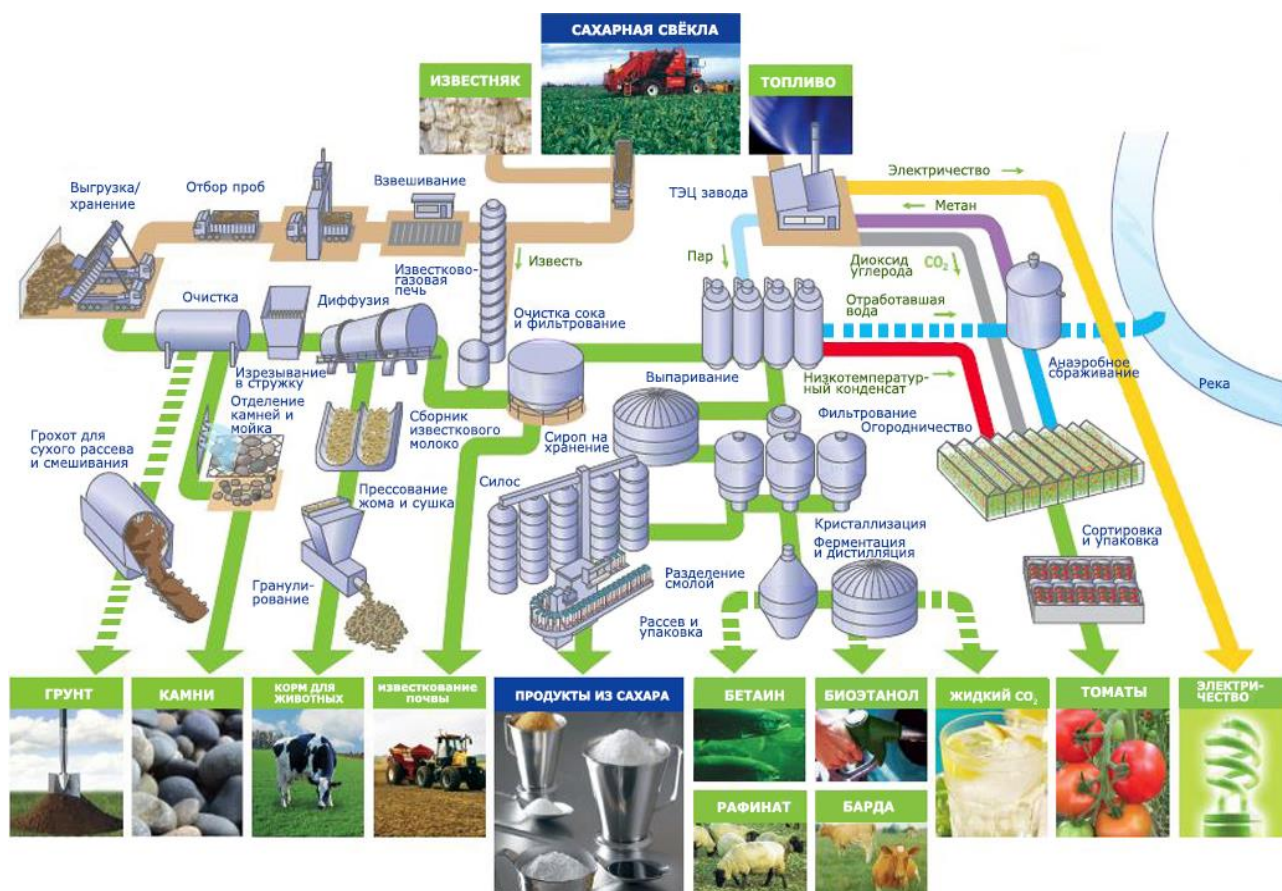 САХАРНАЯ СВЁКЛА
ИЗВЕСТНЯК
ТОПЛИВО
Выгрузка/
хранение
Отбор проб
Взвешивание
ТЭЦ завода
Электричество
Метан
Известь
Известково-
газовая
печь
Пар
Диоксид
углерода
CO₂
Очистка
Диффузия
Очистка сока
и фильтрование
Отработавшая
вода
Изрезывание
в стружку
Выпаривание
Низкотемператур-
ный конденсат
Анаэробное
сбраживание
Река
Отделение
камней и
мойка
Сборник
известкового
молоко
Сироп на
хранение
Фильтрование
Огородничество
Грохот для
сухого рассева
и смешивания
Прессование
жома и сушка
Силос
Кристаллизация
Ферментация
и дистилляция
Сортировка
и упаковка
Гранули-
рование
Разделение
смолой
Рассев и
упаковка
ГРУНТ
КАМНИ
КОРМ ДЛЯ
ЖИВОТНЫХ
известкование
почвы
ПРОДУКТЫ ИЗ САХАРА
БЕТАИН
БИОЭТАНОЛ
ЖИДКИЙ CO₂
ТОМАТЫ
ЭЛЕКТРИ-
ЧЕСТВО
РАФИНАТ
БАРДА